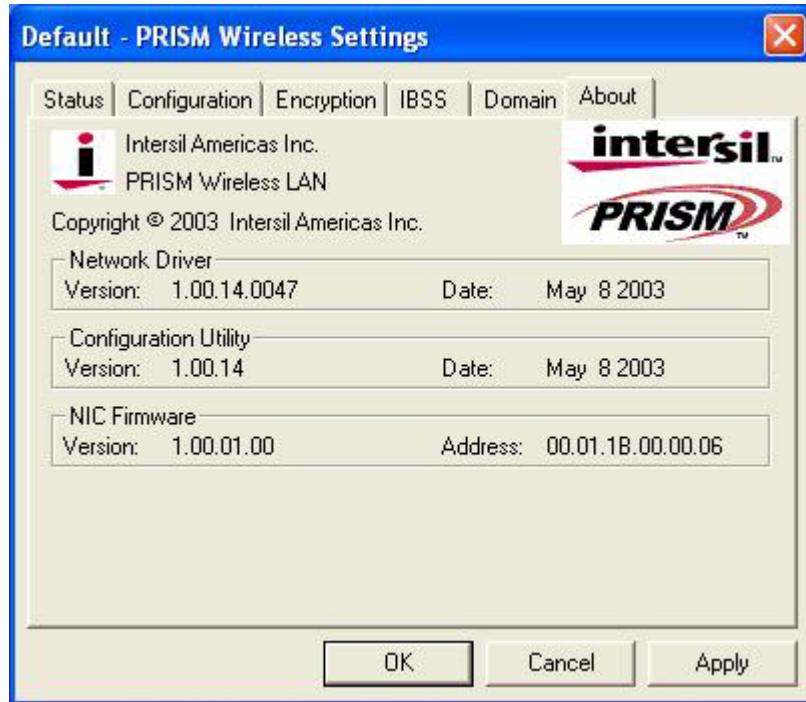 Default - PRISM Wireless Settings
Status Configuration Encryption IBSS Domain About
Intersil Americas Inc.
PRISM Wireless LAN
intersil™
PRISM™
Copyright © 2003 Intersil Americas Inc.
Network Driver
Version: 1.00.14.0047 Date: May 8 2003
Configuration Utility
Version: 1.00.14 Date: May 8 2003
NIC Firmware
Version: 1.00.01.00 Address: 00.01.1B.00.00.06
OK Cancel Apply